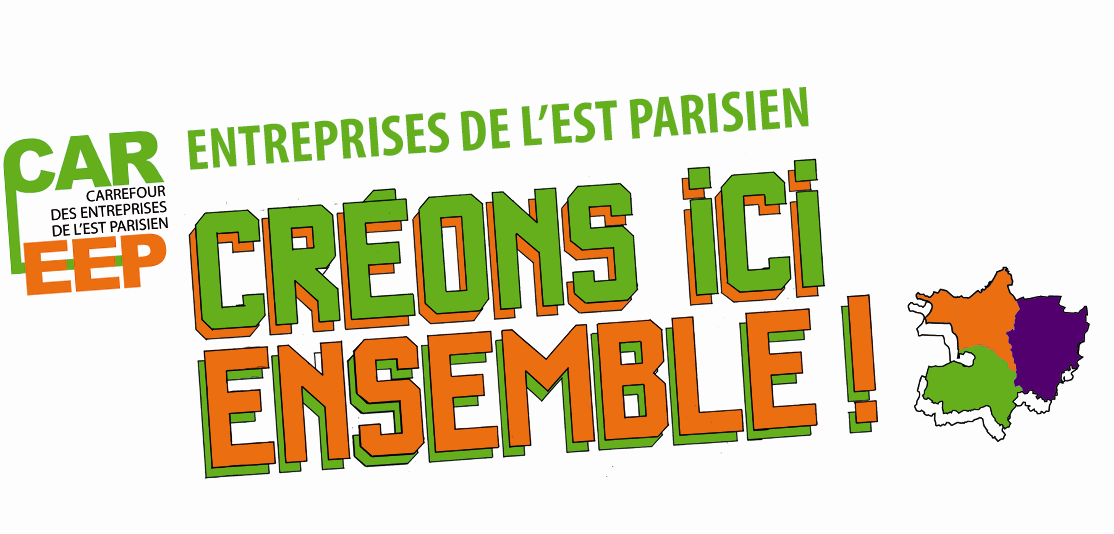 CAR
CARREFOUR
DES ENTREPRISES
DE L'EST PARISIEN
EEP
ENTREPRISES DE L'EST PARISIEN
CRÉONS iCi
ENSEMBLE !